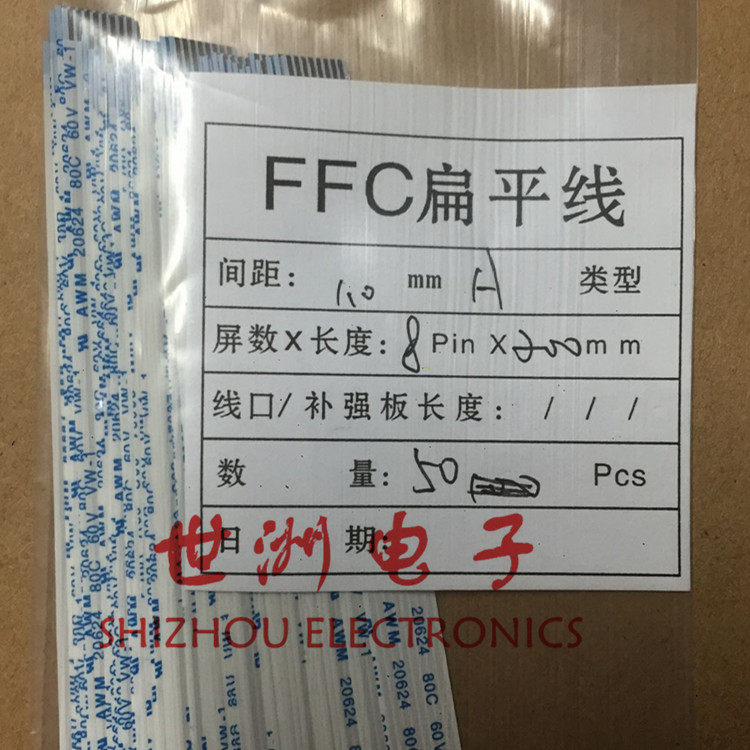 FFC扁平线
间距: 1.0 mm A 类型
屏数X长度: 8 Pin X mm
线口/补强板长度: / / /
数 量: 50 Pcs
日 期:
世洲电子
SHIZHOU ELECTRONICS
AWM 20624 80C 60V VW-1